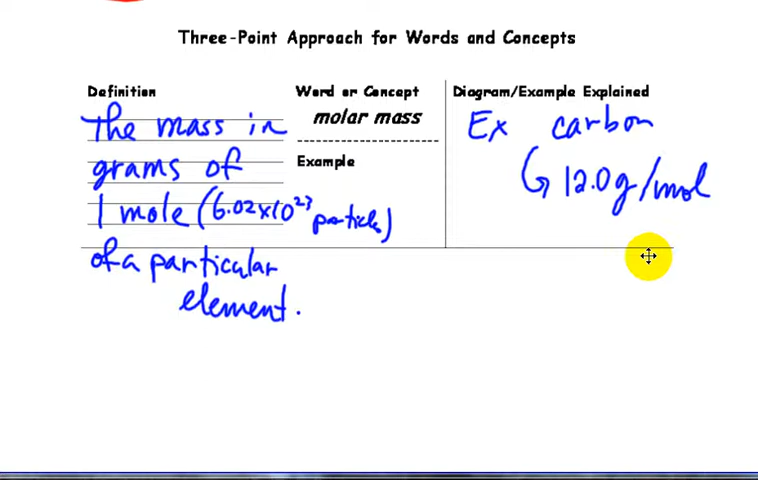 Three-Point Approach for Words and Concepts
Definition
The mass in
grams of
1 mole (6.02x10²³ particles)
of a particular
element.
Word or Concept
molar mass
Example
Diagram/Example Explained
Ex carbon
↳ 12.0g/mol